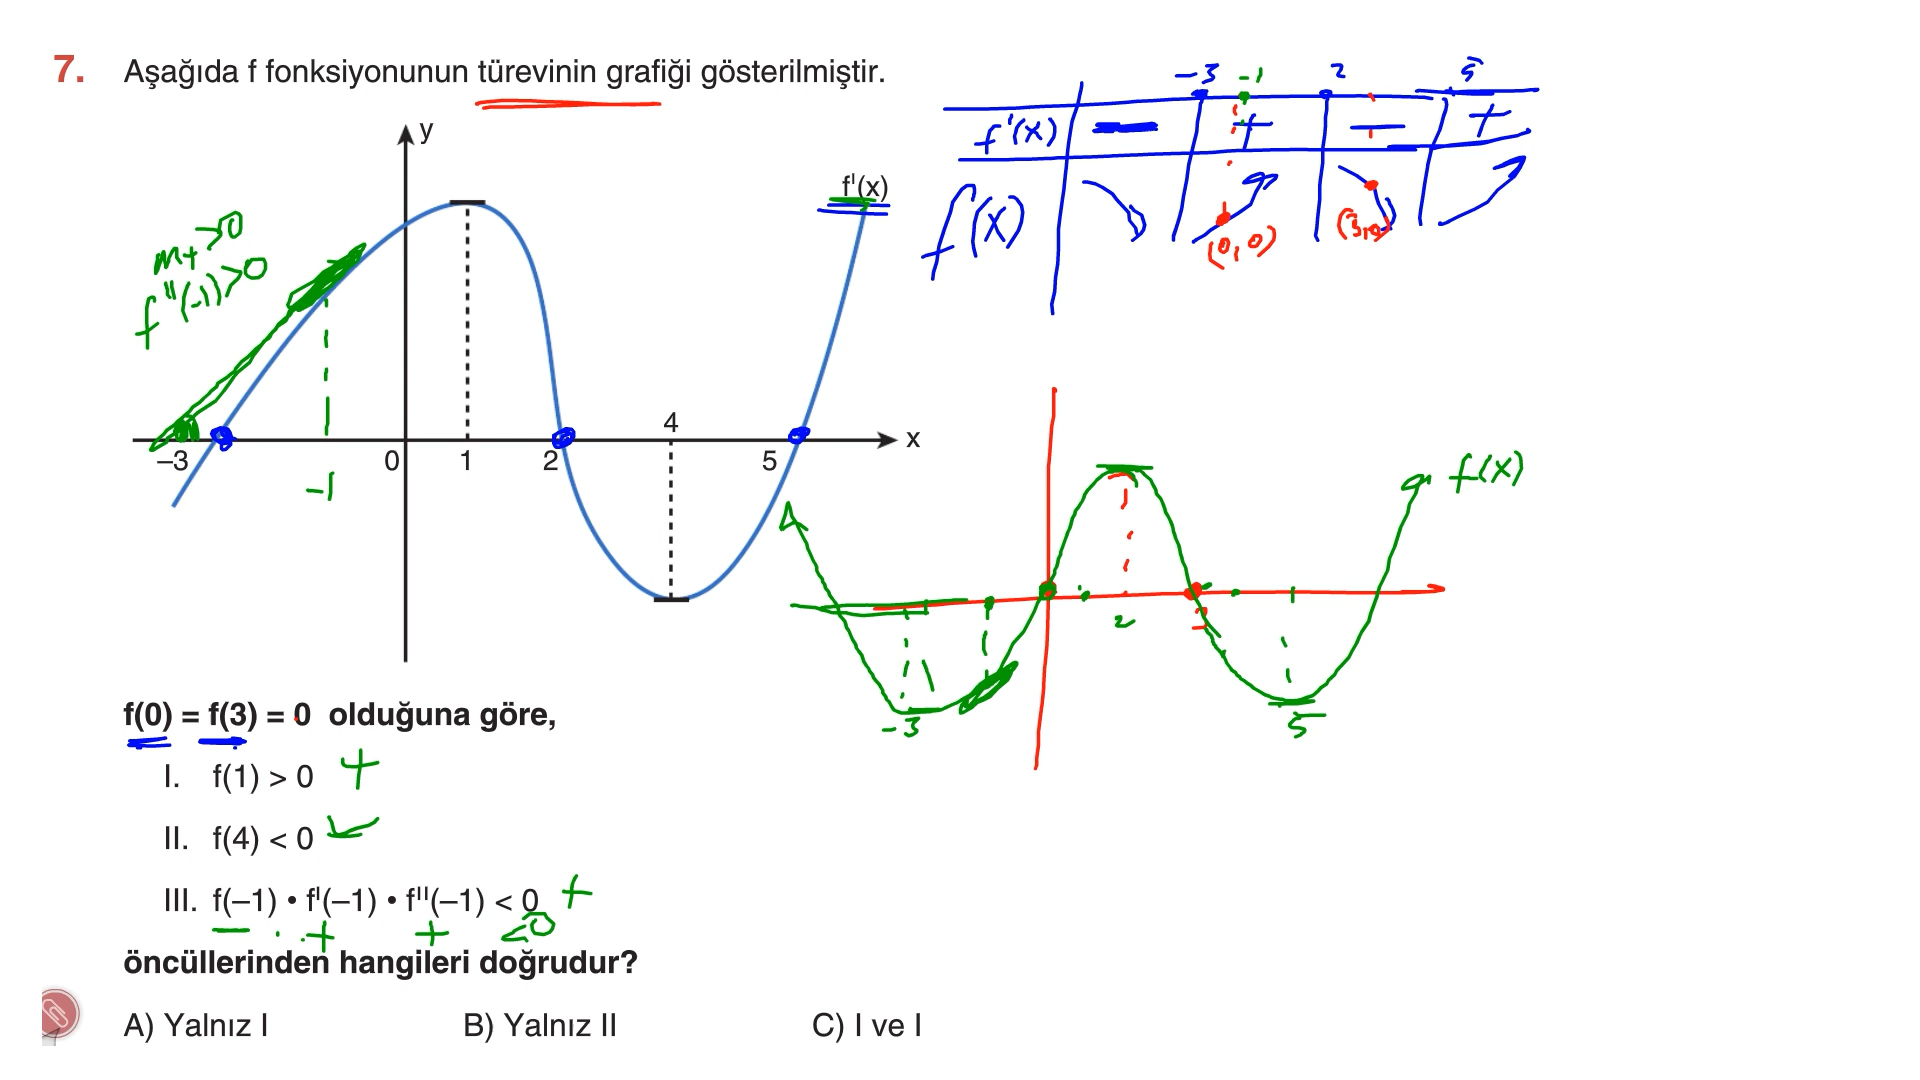 7. Aşağıda f fonksiyonunun türevinin grafiği gösterilmiştir.
-3 -1 2 5
f'(x) — + — +
f(x)
(0,0)
y
f'(x)
m+ >0
f''(-1)>0
4
x
–3 0 1 2 5
-1
f(x)
2
-3
5
f(0) = f(3) = 0 olduğuna göre,
I. f(1) > 0 +
II. f(4) < 0 ✓
III. f(–1) • f'(–1) • f''(–1) < 0 +
— . + + <0
öncüllerinden hangileri doğrudur?
A) Yalnız I B) Yalnız II C) I ve I